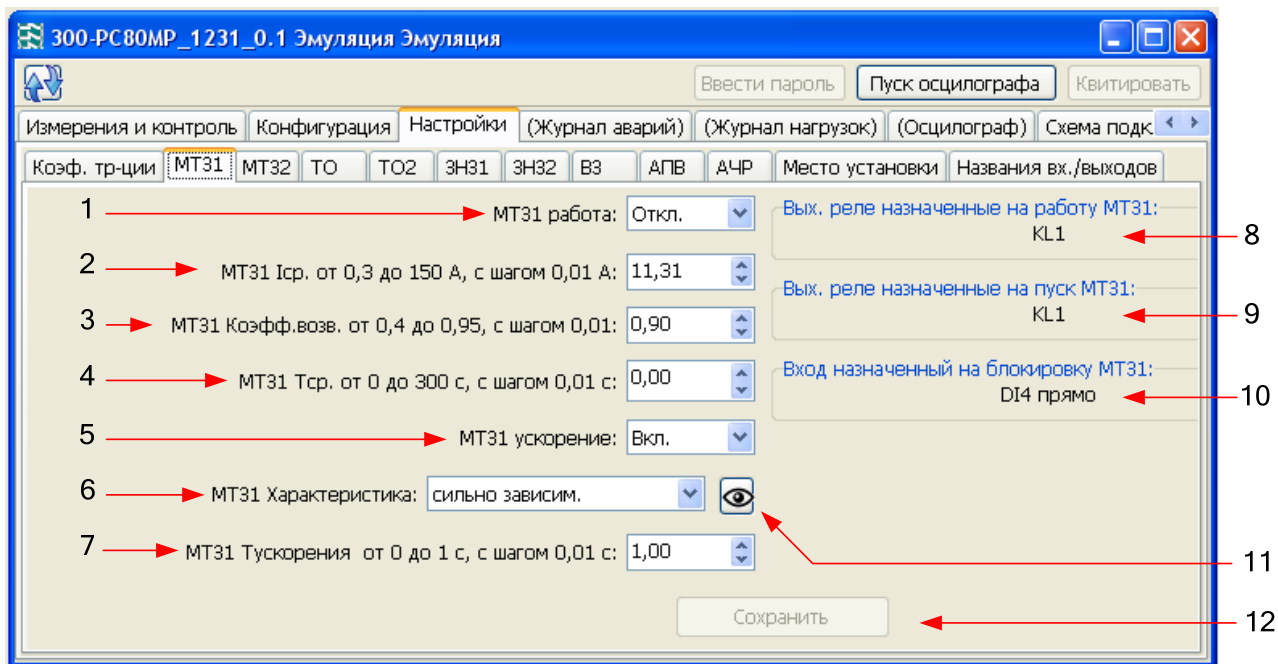 300-РС80МР_1231_0.1 Эмуляция Эмуляция
Ввести пароль Пуск осцилографа Квитировать
Измерения и контроль Конфигурация Настройки (Журнал аварий) (Журнал нагрузок) (Осцилограф) Схема подк
Коэф. тр-ции МТЗ1 МТЗ2 ТО ТО2 ЗНЗ1 ЗНЗ2 ВЗ АПВ АЧР Место установки Названия вх./выходов
1 МТЗ1 работа: Откл. Вых. реле назначенные на работу МТЗ1:
KL1 8
2 МТЗ1 Iср. от 0,3 до 150 А, с шагом 0,01 А: 11,31
Вых. реле назначенные на пуск МТЗ1:
3 МТЗ1 Коэфф.возв. от 0,4 до 0,95, с шагом 0,01: 0,90 KL1 9
4 МТЗ1 Тср. от 0 до 300 с, с шагом 0,01 с: 0,00 Вход назначенный на блокировку МТЗ1:
DI4 прямо 10
5 МТЗ1 ускорение: Вкл.
6 МТЗ1 Характеристика: сильно зависим.
7 МТЗ1 Тускорения от 0 до 1 с, с шагом 0,01 с: 1,00
11
Сохранить 12